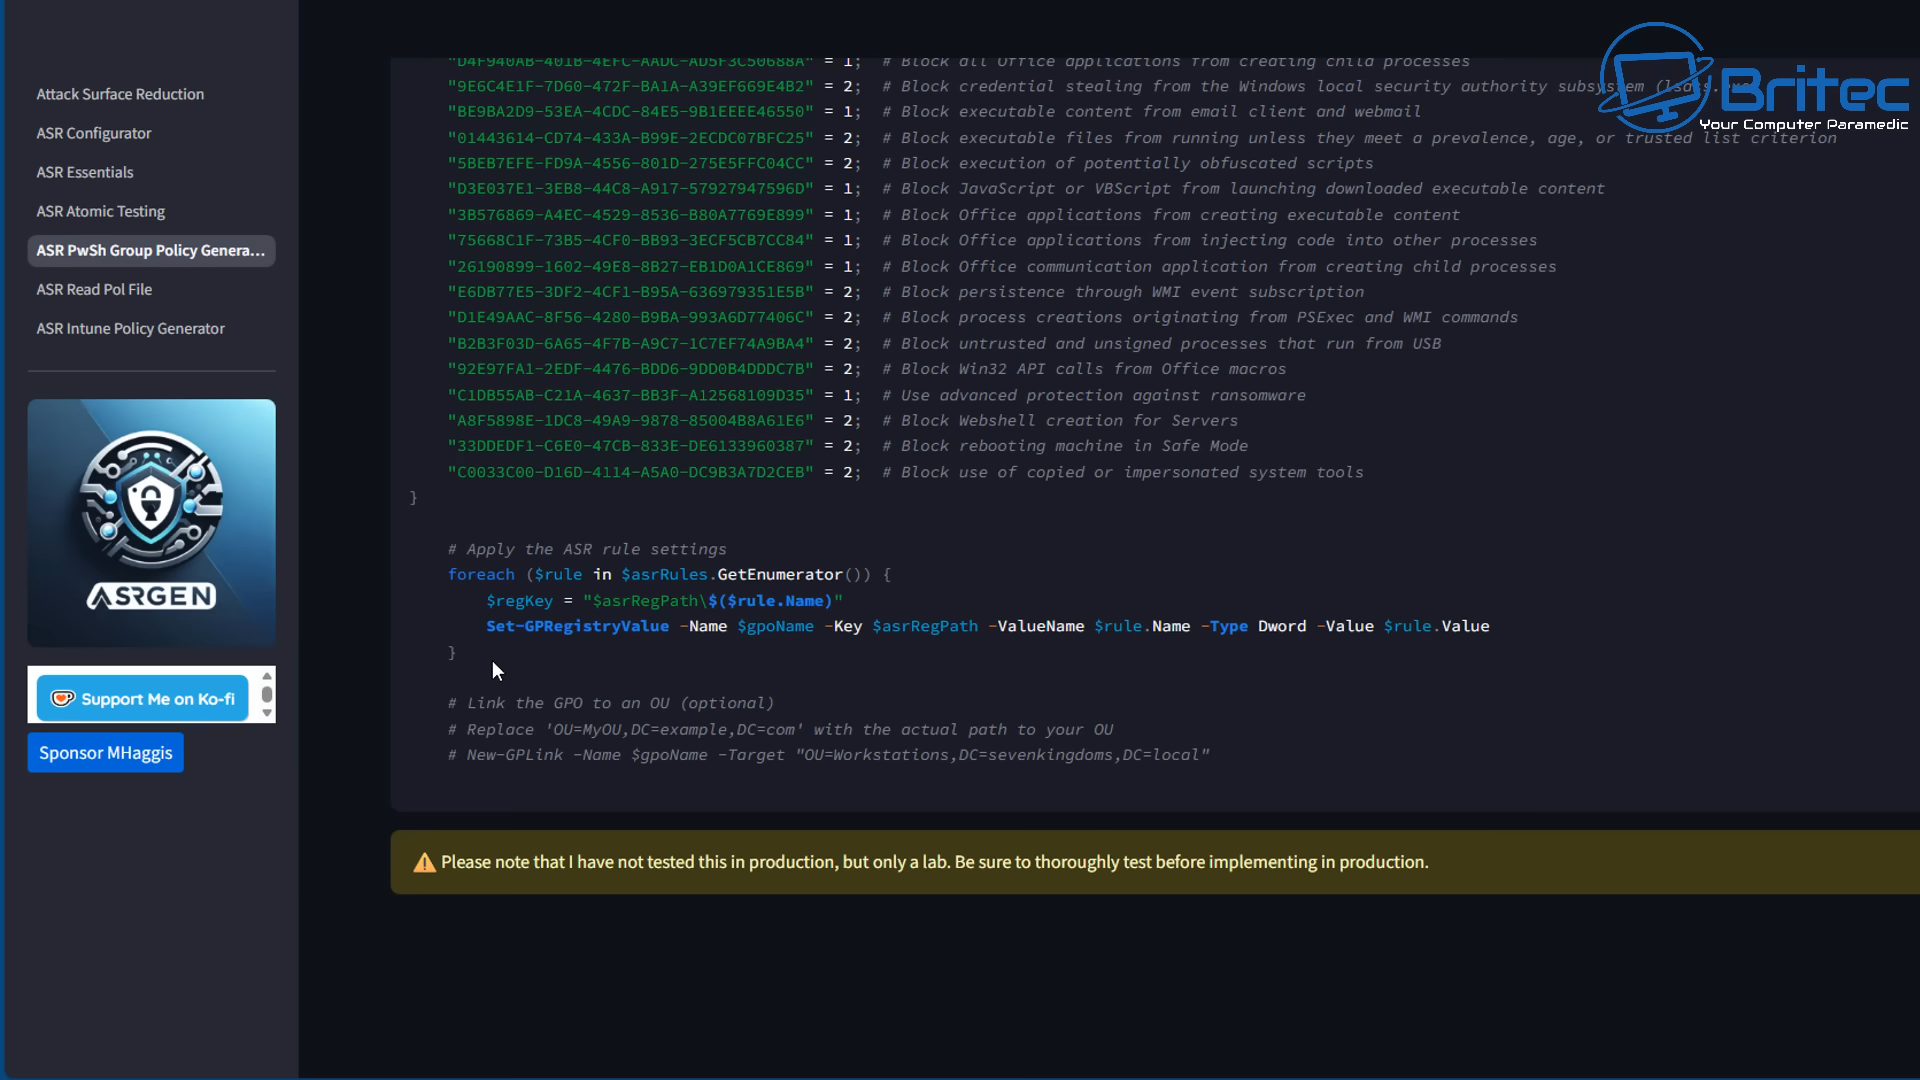 Attack Surface Reduction
ASR Configurator
ASR Essentials
ASR Atomic Testing
ASR PwSh Group Policy Genera...
ASR Read Pol File
ASR Intune Policy Generator
ASRGEN
Support Me on Ko-fi
Sponsor MHaggis
"D4F940AB-401B-4EFC-AADC-AD5F3C50688A" = 1; # Block all Office applications from creating child processes
"9E6C4E1F-7D60-472F-BA1A-A39EF669E4B2" = 2; # Block credential stealing from the Windows local security authority subsystem
"BE9BA2D9-53EA-4CDC-84E5-9B1EEEE46550" = 1; # Block executable content from email client and webmail
"01443614-CD74-433A-B99E-2ECDC07BFC25" = 2; # Block executable files from running unless they meet a prevalence, age, or trusted list criterion
"5BEB7EFE-FD9A-4556-801D-275E5FFC04CC" = 2; # Block execution of potentially obfuscated scripts
"D3E037E1-3EB8-44C8-A917-57927947596D" = 1; # Block JavaScript or VBScript from launching downloaded executable content
"3B576869-A4EC-4529-8536-B80A7769E899" = 1; # Block Office applications from creating executable content
"75668C1F-73B5-4CF0-BB93-3ECF5CB7CC84" = 1; # Block Office applications from injecting code into other processes
"26190899-1602-49E8-8B27-EB1D0A1CE869" = 1; # Block Office communication application from creating child processes
"E6DB77E5-3DF2-4CF1-B95A-636979351E5B" = 2; # Block persistence through WMI event subscription
"D1E49AAC-8F56-4280-B9BA-993A6D77406C" = 2; # Block process creations originating from PSExec and WMI commands
"B2B3F03D-6A65-4F7B-A9C7-1C7EF74A9BA4" = 2; # Block untrusted and unsigned processes that run from USB
"92E97FA1-2EDF-4476-BDD6-9DD0B4DDDC7B" = 2; # Block Win32 API calls from Office macros
"C1DB55AB-C21A-4637-BB3F-A12568109D35" = 1; # Use advanced protection against ransomware
"A8F5898E-1DC8-49A9-9878-85004B8A61E6" = 2; # Block Webshell creation for Servers
"33DDEDF1-C6E0-47CB-833E-DE6133960387" = 2; # Block rebooting machine in Safe Mode
"C0033C00-D16D-4114-A5A0-DC9B3A7D2CEB" = 2; # Block use of copied or impersonated system tools
}
# Apply the ASR rule settings
foreach ($rule in $asrRules.GetEnumerator()) {
$regKey = "$asrRegPath\$($rule.Name)"
Set-GPRegistryValue -Name $gpoName -Key $asrRegPath -ValueName $rule.Name -Type Dword -Value $rule.Value
}
# Link the GPO to an OU (optional)
# Replace 'OU=MyOU,DC=example,DC=com' with the actual path to your OU
# New-GPLink -Name $gpoName -Target "OU=Workstations,DC=sevenkingdoms,DC=local"
Please note that I have not tested this in production, but only a lab. Be sure to thoroughly test before implementing in production.
Britec
Your Computer Paramedic